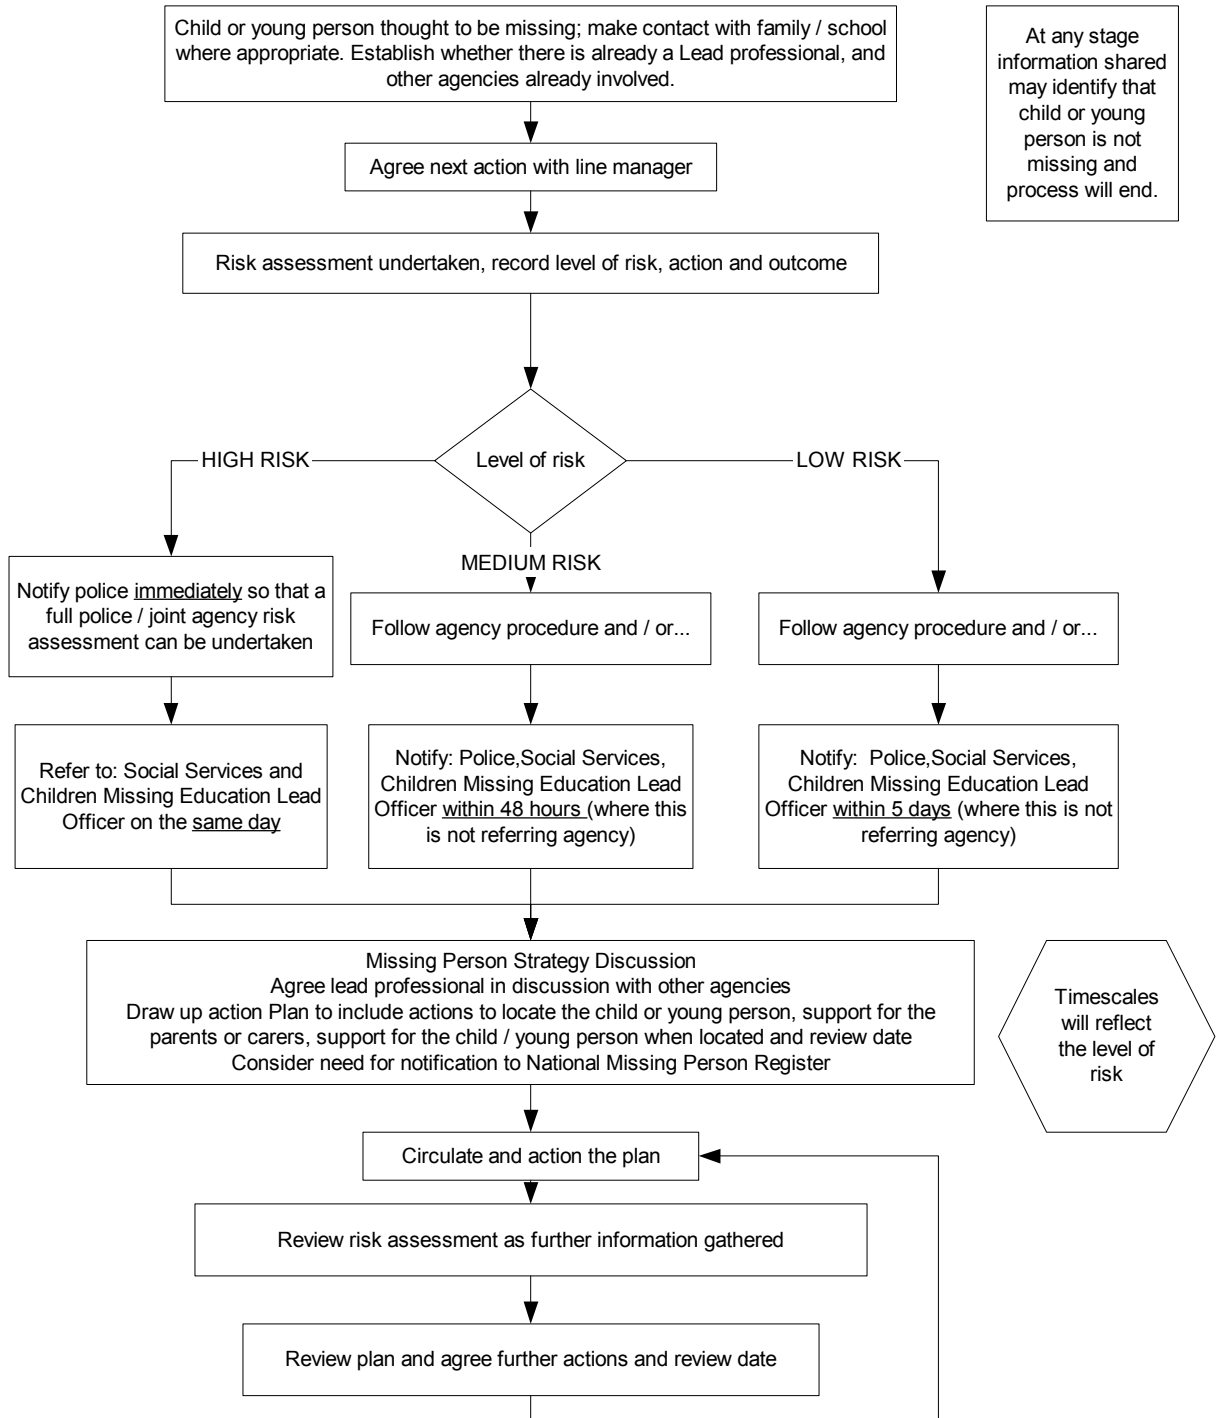 Child or young person thought to be missing; make contact with family / school
where appropriate. Establish whether there is already a Lead professional, and
other agencies already involved.
At any stage
information shared
may identify that
child or young
person is not
missing and
process will end.
Agree next action with line manager
Risk assessment undertaken, record level of risk, action and outcome
HIGH RISK
Level of risk
LOW RISK
MEDIUM RISK
Notify police immediately so that a
full police / joint agency risk
assessment can be undertaken
Follow agency procedure and / or...
Follow agency procedure and / or...
Refer to: Social Services and
Children Missing Education Lead
Officer on the same day
Notify: Police,Social Services,
Children Missing Education Lead
Officer within 48 hours (where this
is not referring agency)
Notify:  Police,Social Services,
Children Missing Education Lead
Officer within 5 days (where this is not
referring agency)
Missing Person Strategy Discussion
Agree lead professional in discussion with other agencies
Draw up action Plan to include actions to locate the child or young person, support for the
parents or carers, support for the child / young person when located and review date
Consider need for notification to National Missing Person Register
Timescales
will reflect
the level of
risk
Circulate and action the plan
Review risk assessment as further information gathered
Review plan and agree further actions and review date